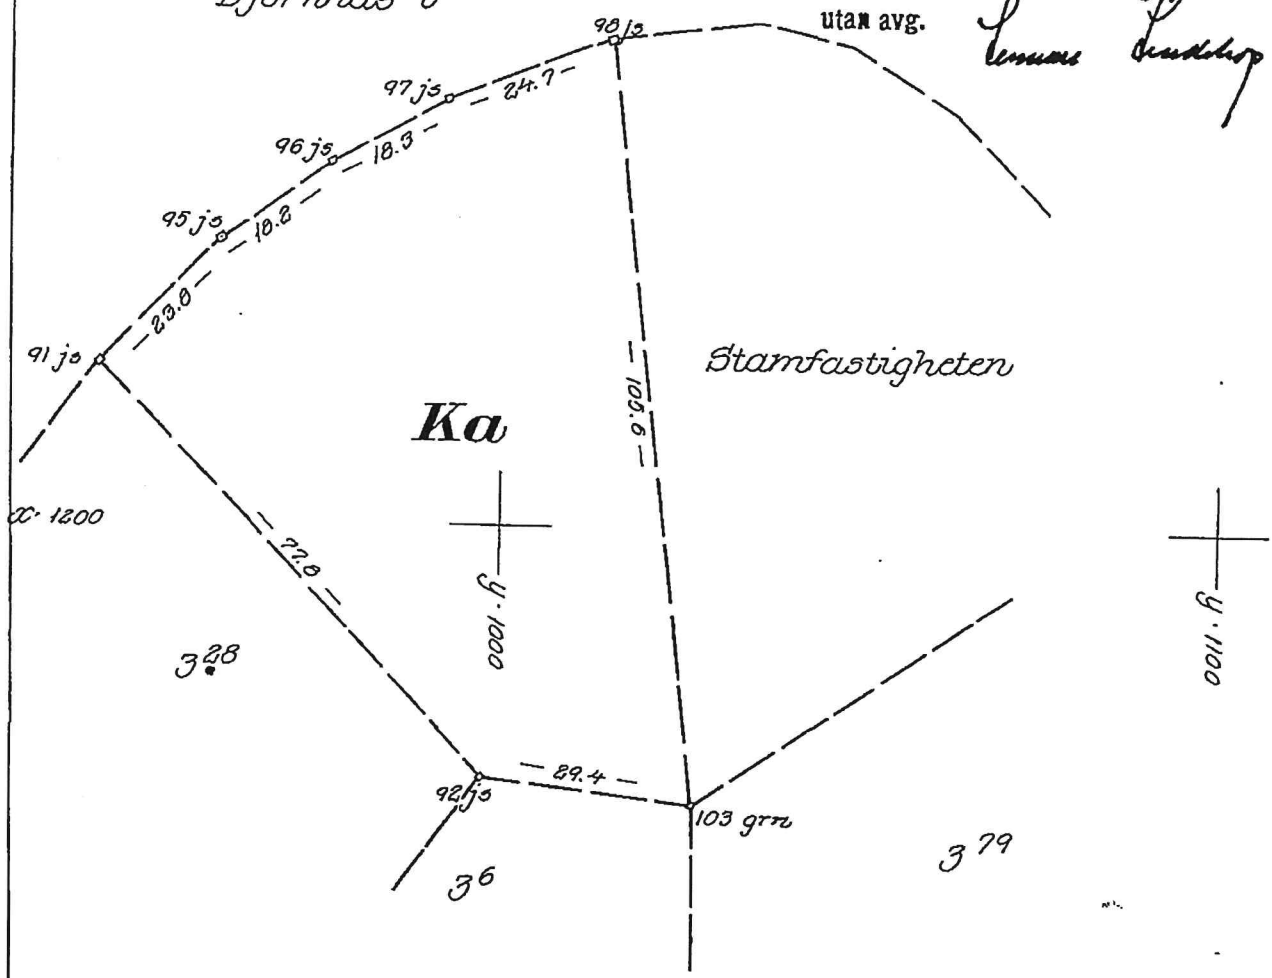 utan avg.
98 js
97 js
24.7
96 js
18.3
95 js
18.2
23.8
91 js
Stamfastigheten
105.6
Ka
x. 1200
77.8
y. 1000
y. 1100
3 28
29.4
92 js
103 grn
3 79
3 6